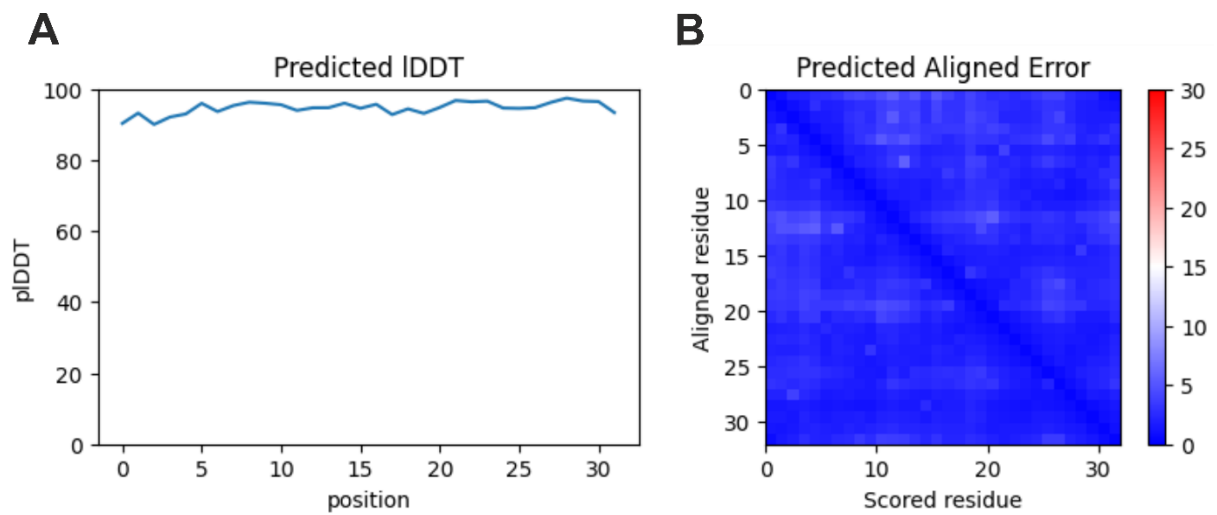 A
Predicted lDDT
100
80
60
40
20
0
plDDT
0 5 10 15 20 25 30
position
B
Predicted Aligned Error
0
5
10
15
20
25
30
Aligned residue
0 10 20 30
Scored residue
30
25
20
15
10
5
0